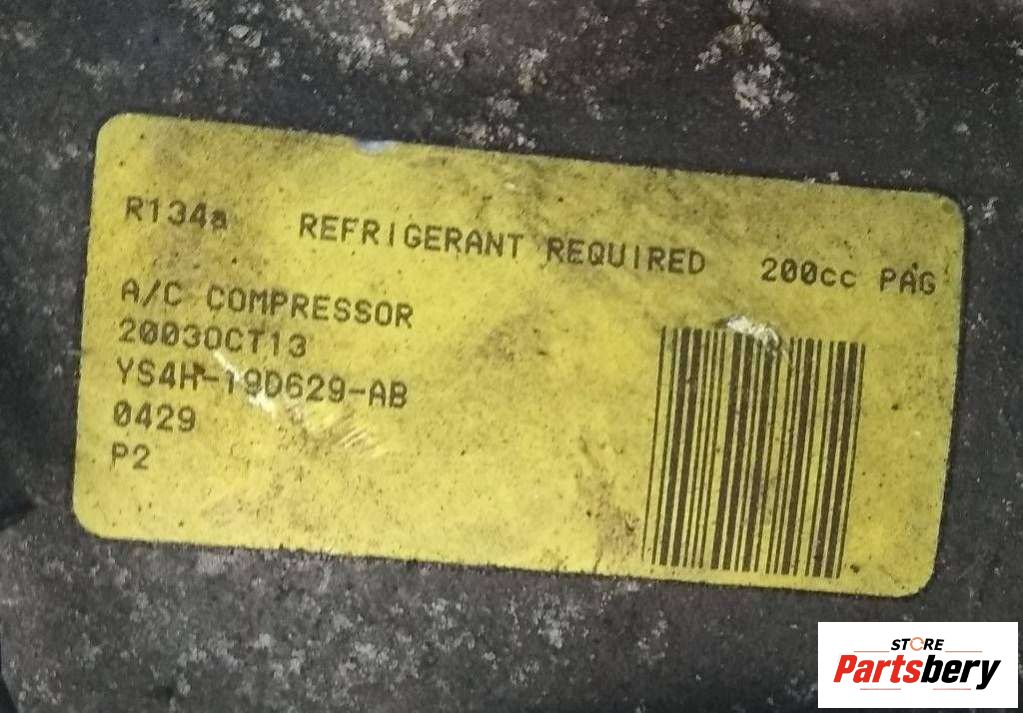 R134a REFRIGERANT REQUIRED 200cc PAG
A/C COMPRESSOR
2003OCT13
YS4H-19D629-AB
0429
P2
STORE
Partsbery